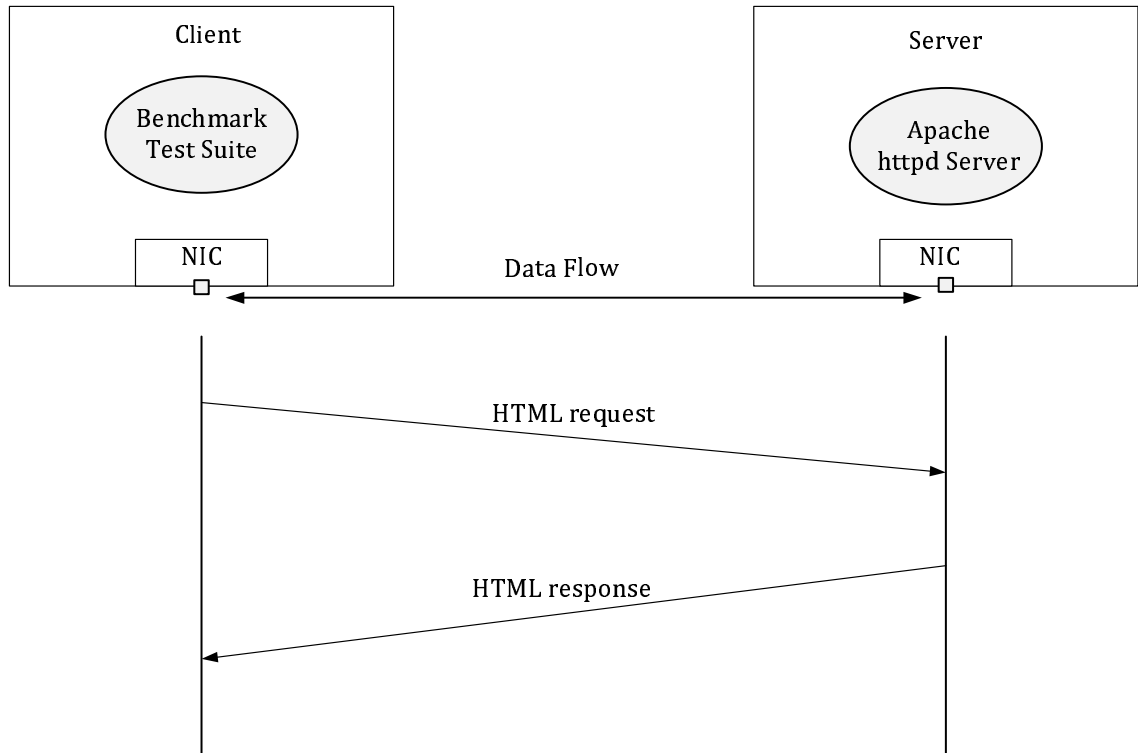 Client
Benchmark
Test Suite
NIC
Server
Apache
httpd Server
NIC
Data Flow
HTML request
HTML response